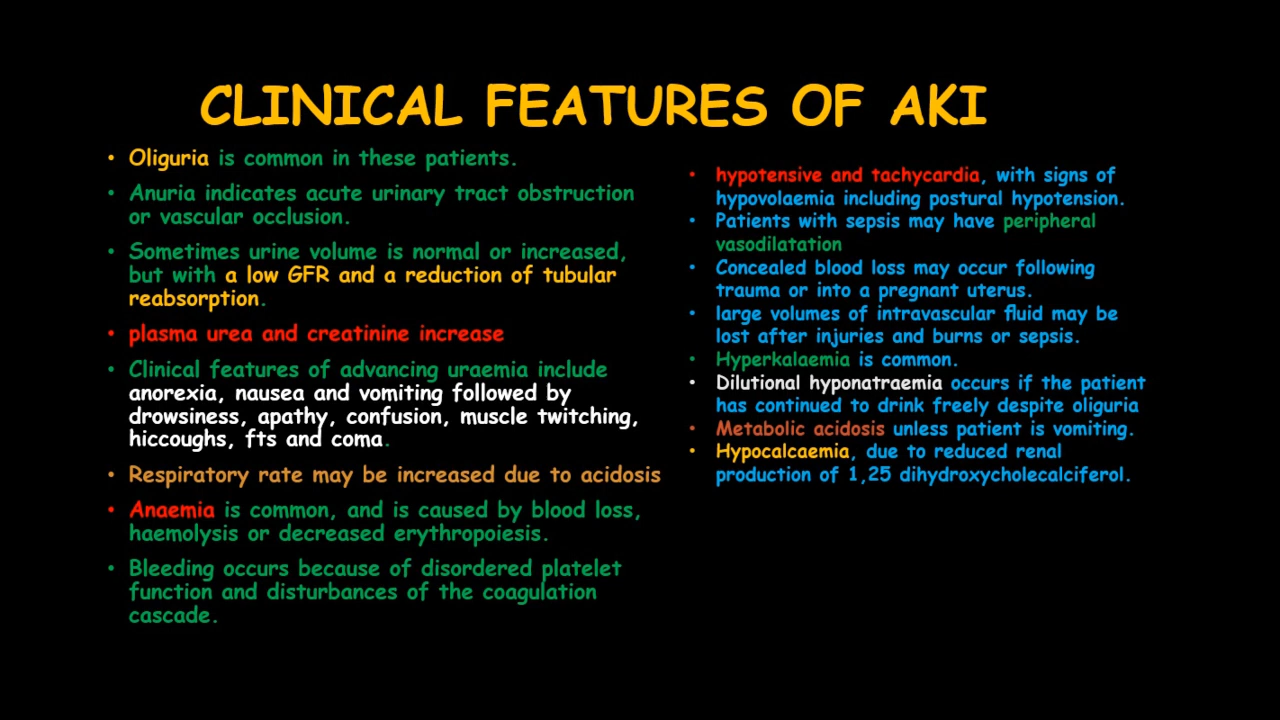 CLINICAL FEATURES OF AKI
• Oliguria is common in these patients.
• Anuria indicates acute urinary tract obstruction
or vascular occlusion.
• Sometimes urine volume is normal or increased,
but with a low GFR and a reduction of tubular
reabsorption.
• plasma urea and creatinine increase
• Clinical features of advancing uraemia include
anorexia, nausea and vomiting followed by
drowsiness, apathy, confusion, muscle twitching,
hiccoughs, fts and coma.
• Respiratory rate may be increased due to acidosis
• Anaemia is common, and is caused by blood loss,
haemolysis or decreased erythropoiesis.
• Bleeding occurs because of disordered platelet
function and disturbances of the coagulation
cascade.
• hypotensive and tachycardia, with signs of
hypovolaemia including postural hypotension.
• Patients with sepsis may have peripheral
vasodilatation
• Concealed blood loss may occur following
trauma or into a pregnant uterus.
• large volumes of intravascular fluid may be
lost after injuries and burns or sepsis.
• Hyperkalaemia is common.
• Dilutional hyponatraemia occurs if the patient
has continued to drink freely despite oliguria
• Metabolic acidosis unless patient is vomiting.
• Hypocalcaemia, due to reduced renal
production of 1,25 dihydroxycholecalciferol.